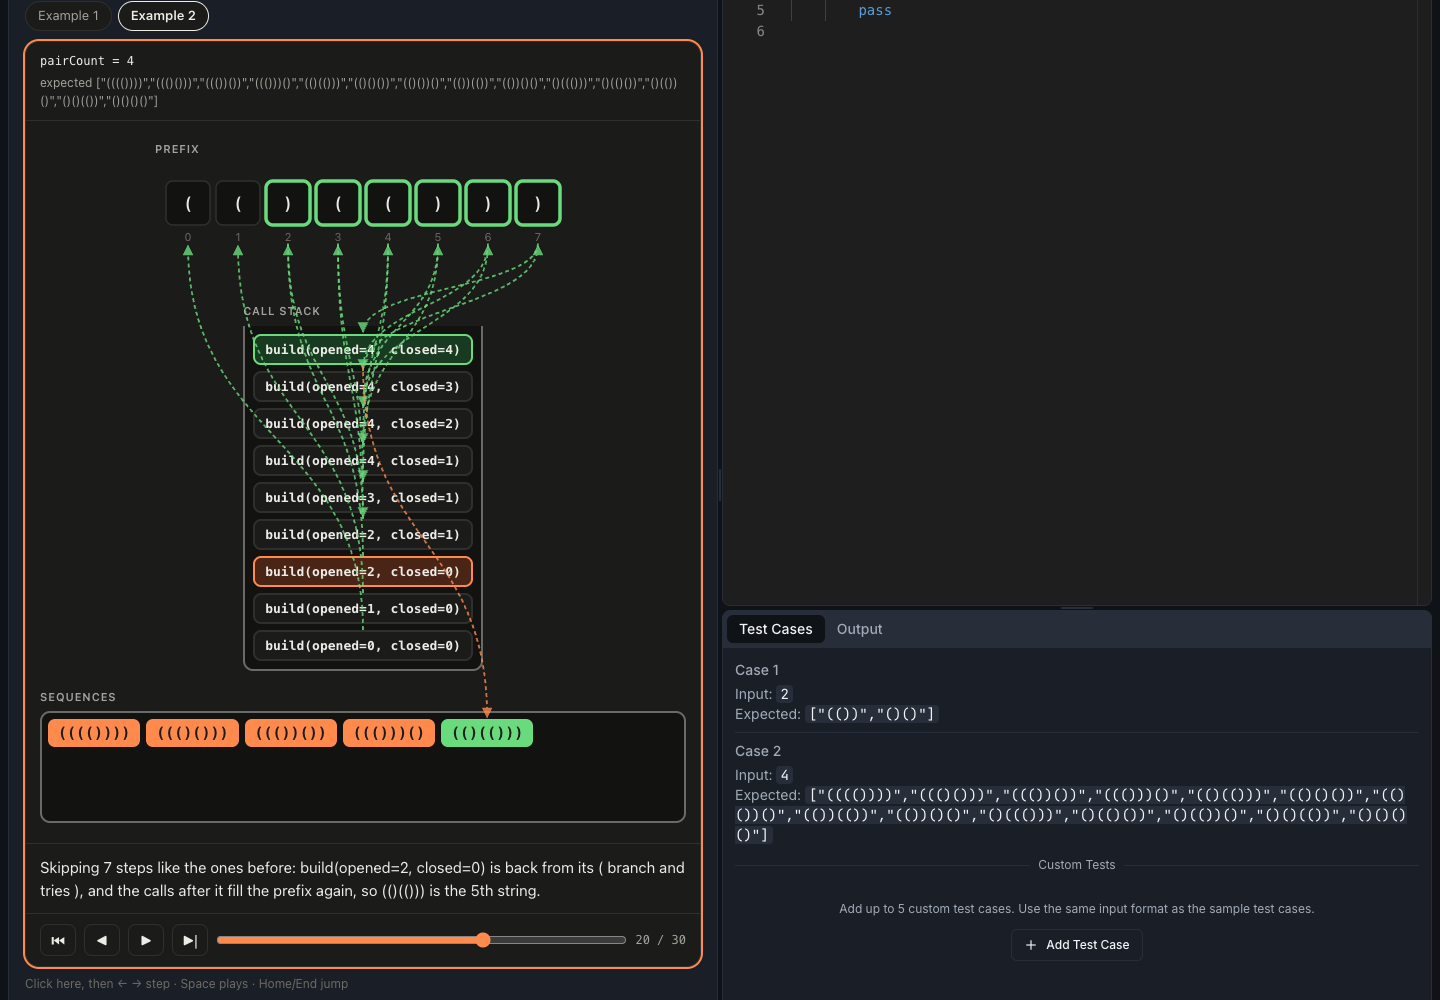 Example 1
Example 2
pairCount = 4
expected ["(((())))","((()()))","((())())","((()))()","(()(()))","(()()())","(()())()","(())(())","(())()()","()((()))","()(()())","()(())
()","()()(())","()()()()"]
PREFIX
( ( ) ( ( ) ) )
0 1 2 3 4 5 6 7
CALL STACK
build(opened=4, closed=4)
build(opened=4, closed=3)
build(opened=4, closed=2)
build(opened=4, closed=1)
build(opened=3, closed=1)
build(opened=2, closed=1)
build(opened=2, closed=0)
build(opened=1, closed=0)
build(opened=0, closed=0)
SEQUENCES
(((()))) ((()())) ((())()) ((()))() (()(()))
Skipping 7 steps like the ones before: build(opened=2, closed=0) is back from its ( branch and
tries ), and the calls after it fill the prefix again, so (()(())) is the 5th string.
20 / 30
Click here, then ← → step · Space plays · Home/End jump
5 pass
6
Test Cases
Output
Case 1
Input: 2
Expected: ["(())","()()"]
Case 2
Input: 4
Expected: ["(((())))","((()()))","((())())","((()))()","(()(()))","(()()())","(()
())()","(())(())","(())()()","()((()))","()(()())","()(())()","()()(())","()()()
()"]
Custom Tests
Add up to 5 custom test cases. Use the same input format as the sample test cases.
+ Add Test Case